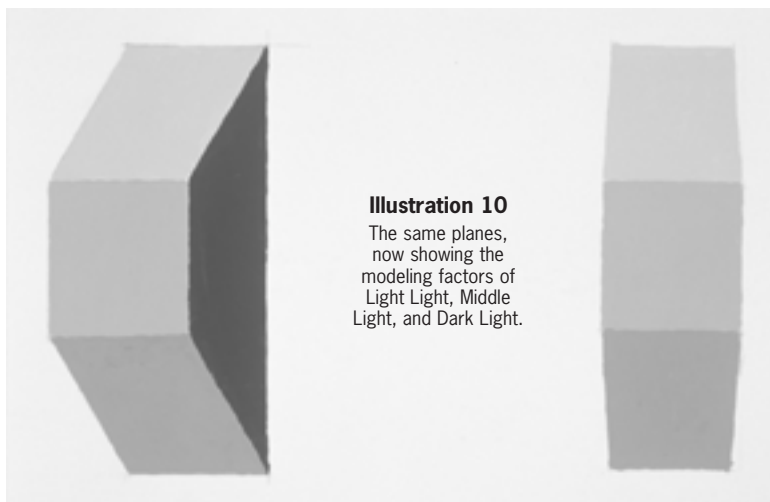 Illustration 10
The same planes,
now showing the
modeling factors of
Light Light, Middle
Light, and Dark Light.